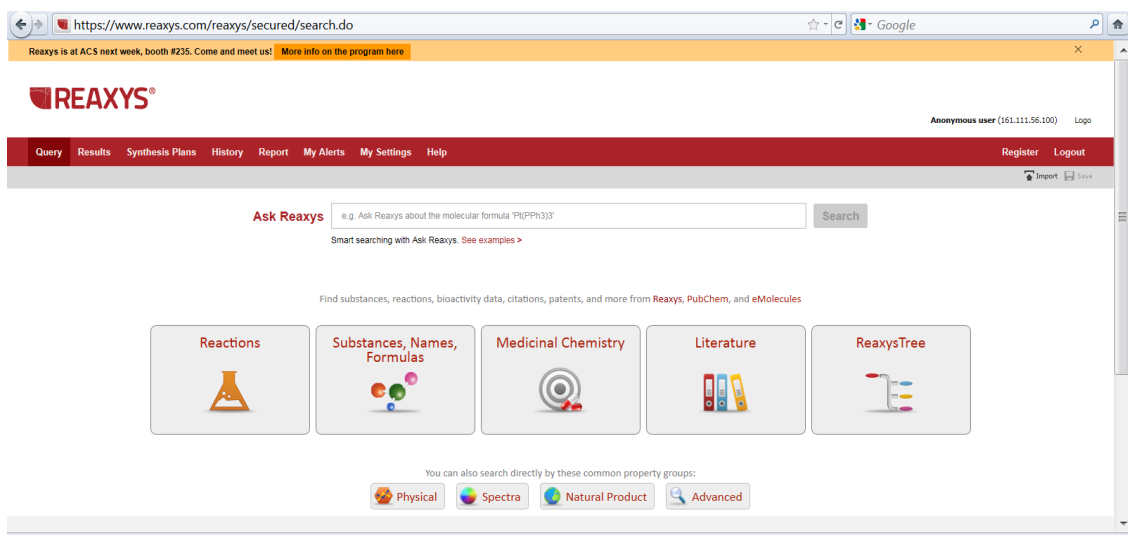 https://www.reaxys.com/reaxys/secured/search.do
Google
Reaxys is at ACS next week, booth #235. Come and meet us! More info on the program here
REAXYS®
Anonymous user (161.111.56.100) Logo
Query Results Synthesis Plans History Report My Alerts My Settings Help Register Logout
Import Save
Ask Reaxys e.g. Ask Reaxys about the molecular formula 'Pt(PPh3)3' Search
Smart searching with Ask Reaxys. See examples >
Find substances, reactions, bioactivity data, citations, patents, and more from Reaxys, PubChem, and eMolecules
Reactions Substances, Names, Medicinal Chemistry Literature ReaxysTree
Formulas
You can also search directly by these common property groups:
Physical Spectra Natural Product Advanced